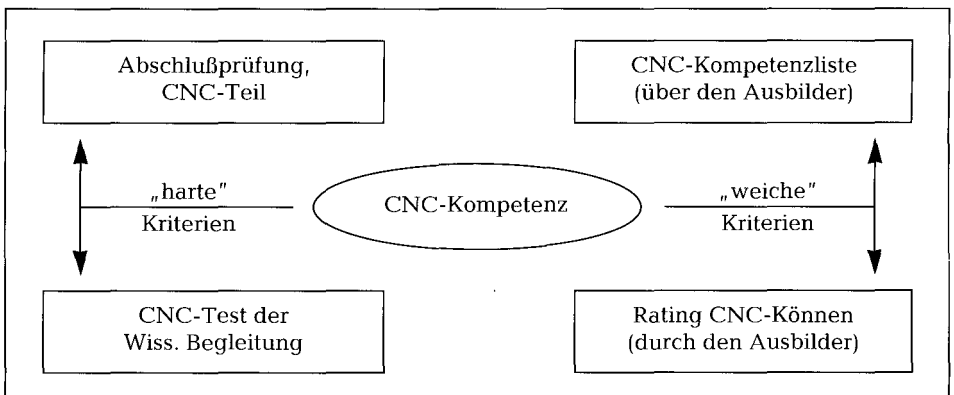 Abschlußprüfung,
CNC-Teil
CNC-Kompetenzliste
(über den Ausbilder)
„harte"
Kriterien
CNC-Kompetenz
„weiche"
Kriterien
CNC-Test der
Wiss. Begleitung
Rating CNC-Können
(durch den Ausbilder)